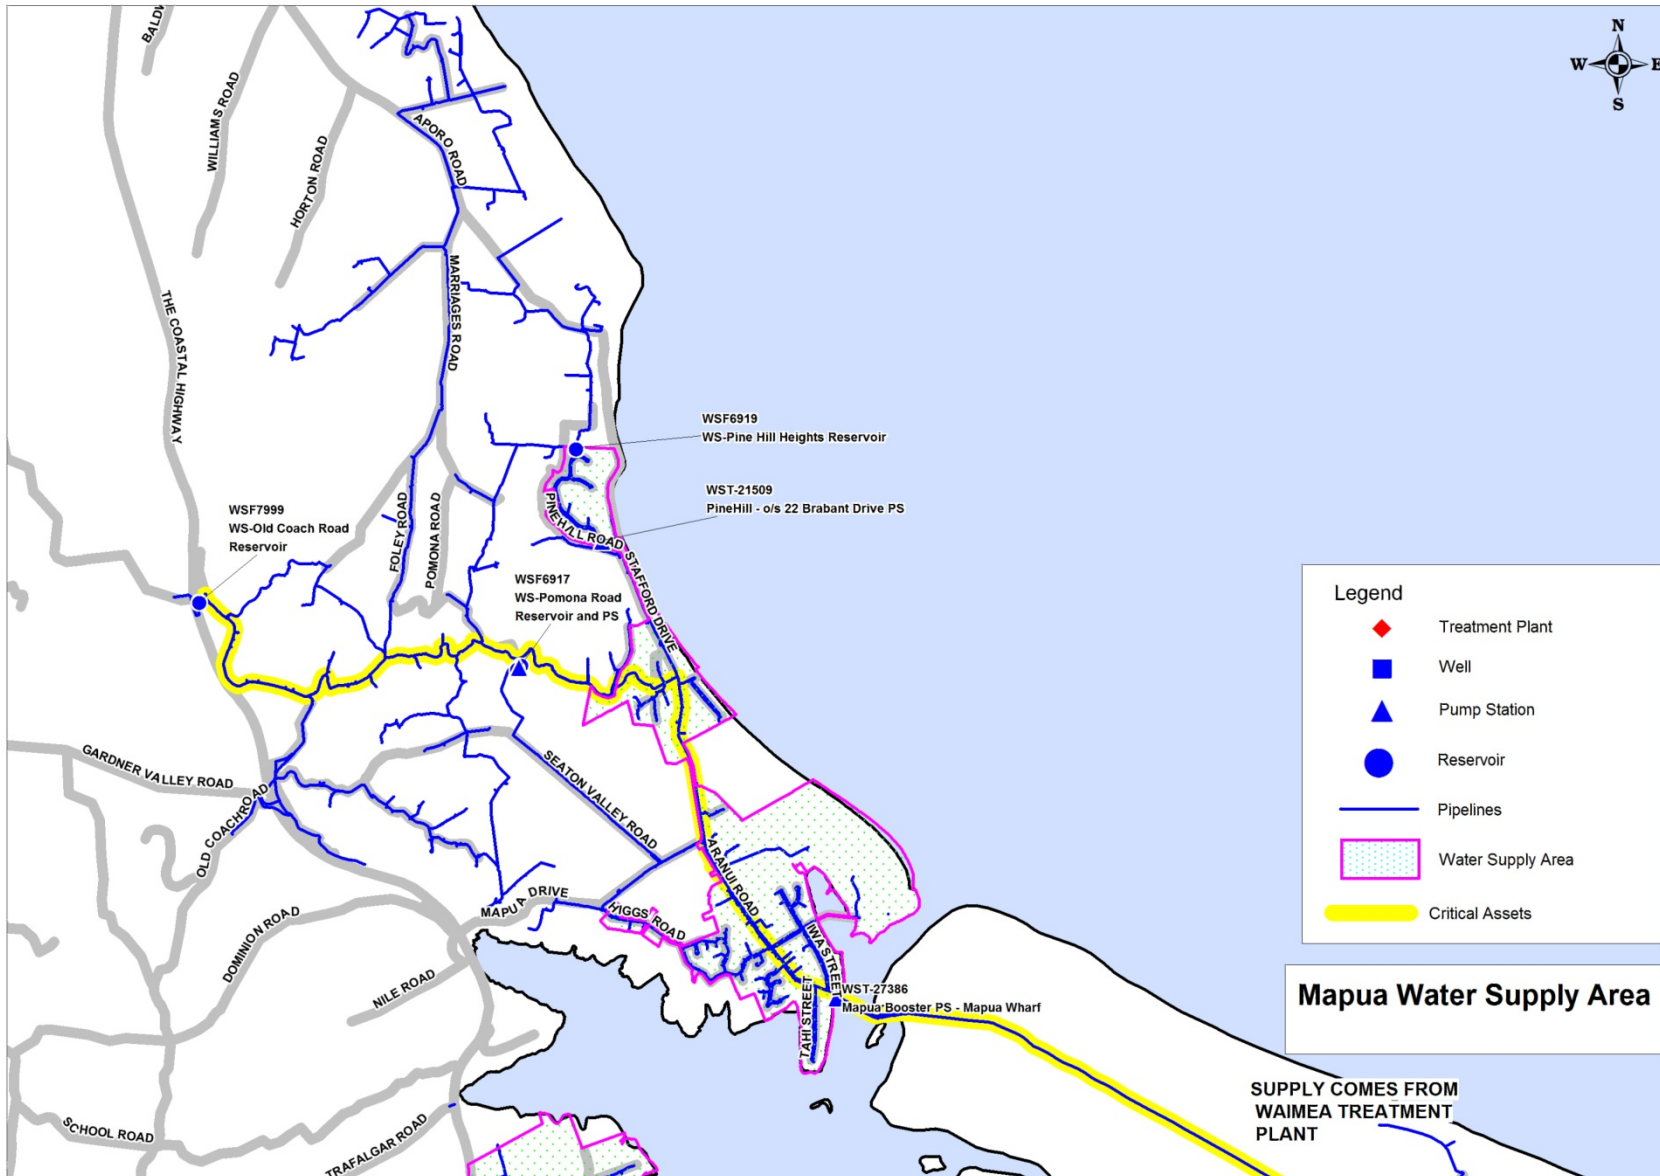 BALDW
N
W E
S
WILLIAMS ROAD
HORTON ROAD
APORO ROAD
MARRIAGES ROAD
THE COASTAL HIGHWAY
WSF6919
WS-Pine Hill Heights Reservoir
WST-21509
PineHill - o/s 22 Brabant Drive PS
WSF7999
WS-Old Coach Road
Reservoir
FOLEY ROAD
POMONA ROAD
PINEHILL ROAD
STAFFORD DRIVE
WSF6917
WS-Pomona Road
Reservoir and PS
Legend
Treatment Plant
Well
Pump Station
Reservoir
Pipelines
Water Supply Area
Critical Assets
GARDNER VALLEY ROAD
OLD COACH ROAD
SEATON VALLEY ROAD
ARANUI ROAD
MAPUA DRIVE
HIGGS ROAD
IWA STREET
DOMINION ROAD
NILE ROAD
TAHI STREET
WST-27386
Mapua Booster PS - Mapua Wharf
Mapua Water Supply Area
SUPPLY COMES FROM
WAIMEA TREATMENT
PLANT
SCHOOL ROAD
TRAFALGAR ROAD